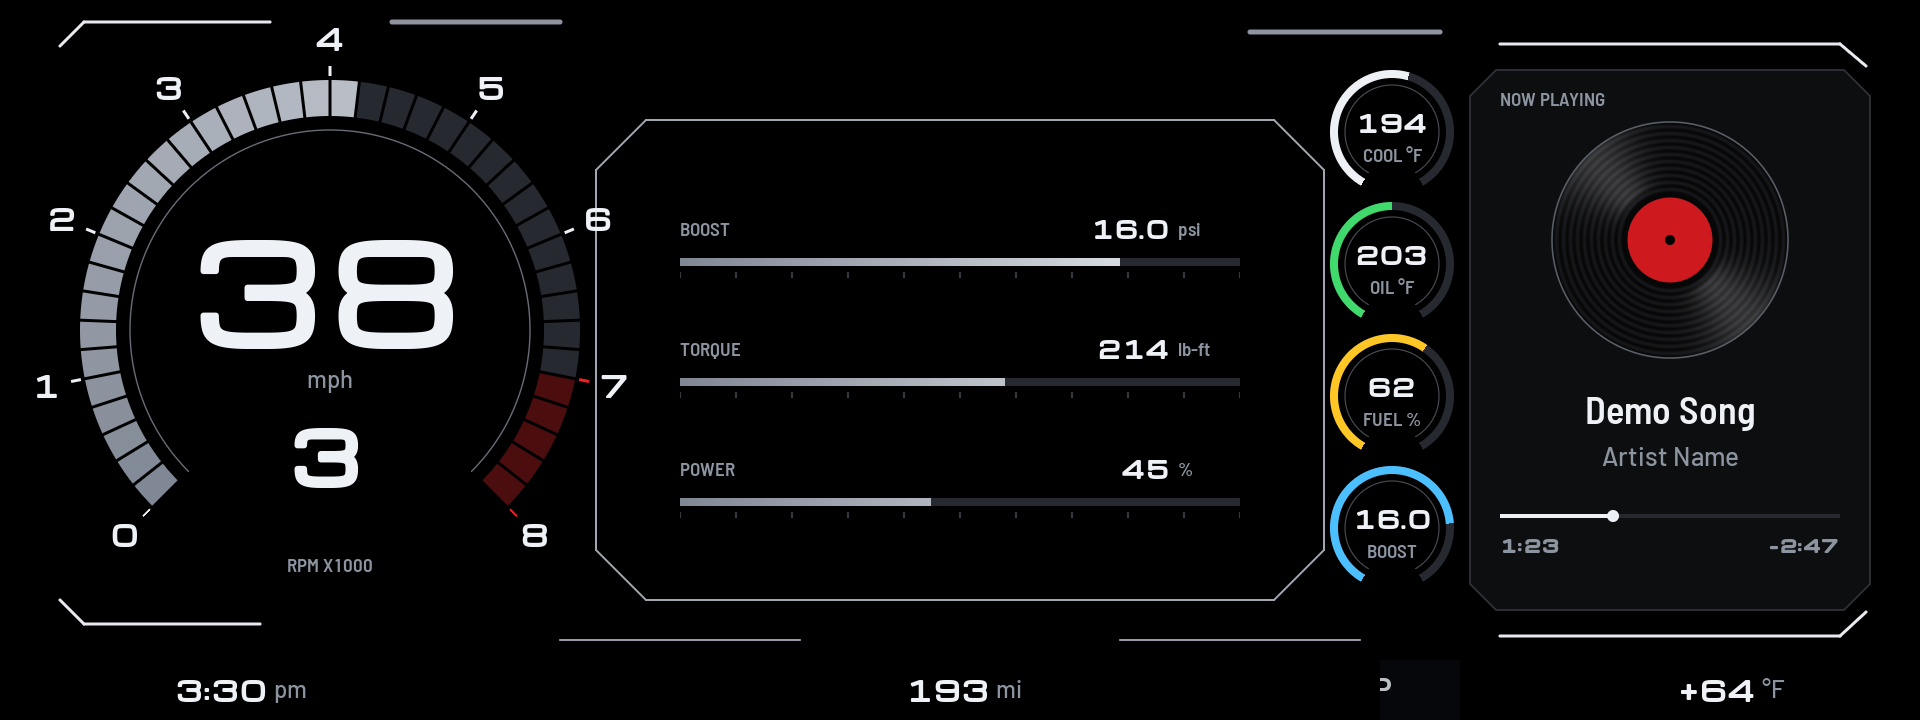 4
3
5
2
6
1
7
0
8
38
mph
3
RPM X1000
BOOST 16.0 psi
TORQUE 214 lb-ft
POWER 45 %
194
COOL °F
203
OIL °F
62
FUEL %
16.0
BOOST
NOW PLAYING
Demo Song
Artist Name
1:23 -2:47
3:30 pm
193 mi
+64 °F